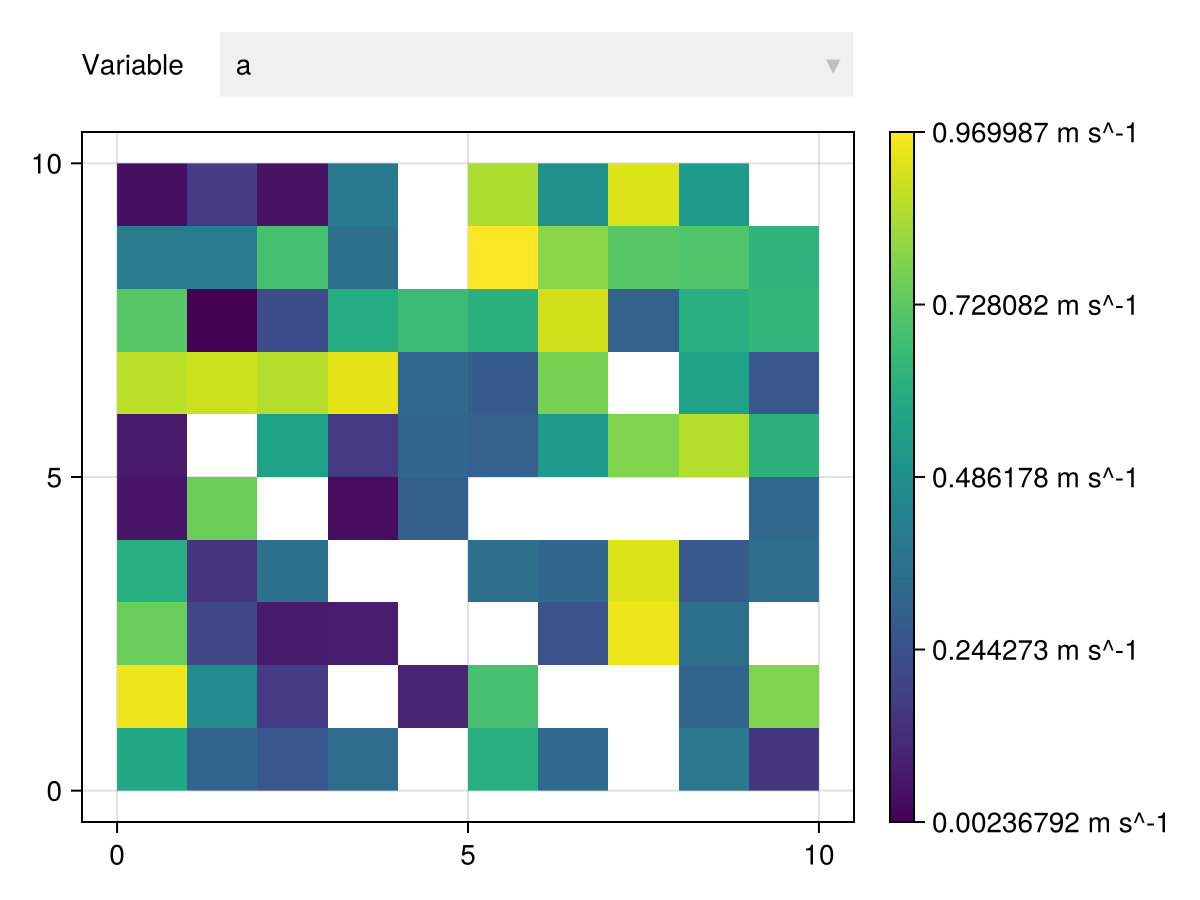 Variable a
10
5
0
0 5 10
0.969987 m s^-1
0.728082 m s^-1
0.486178 m s^-1
0.244273 m s^-1
0.00236792 m s^-1